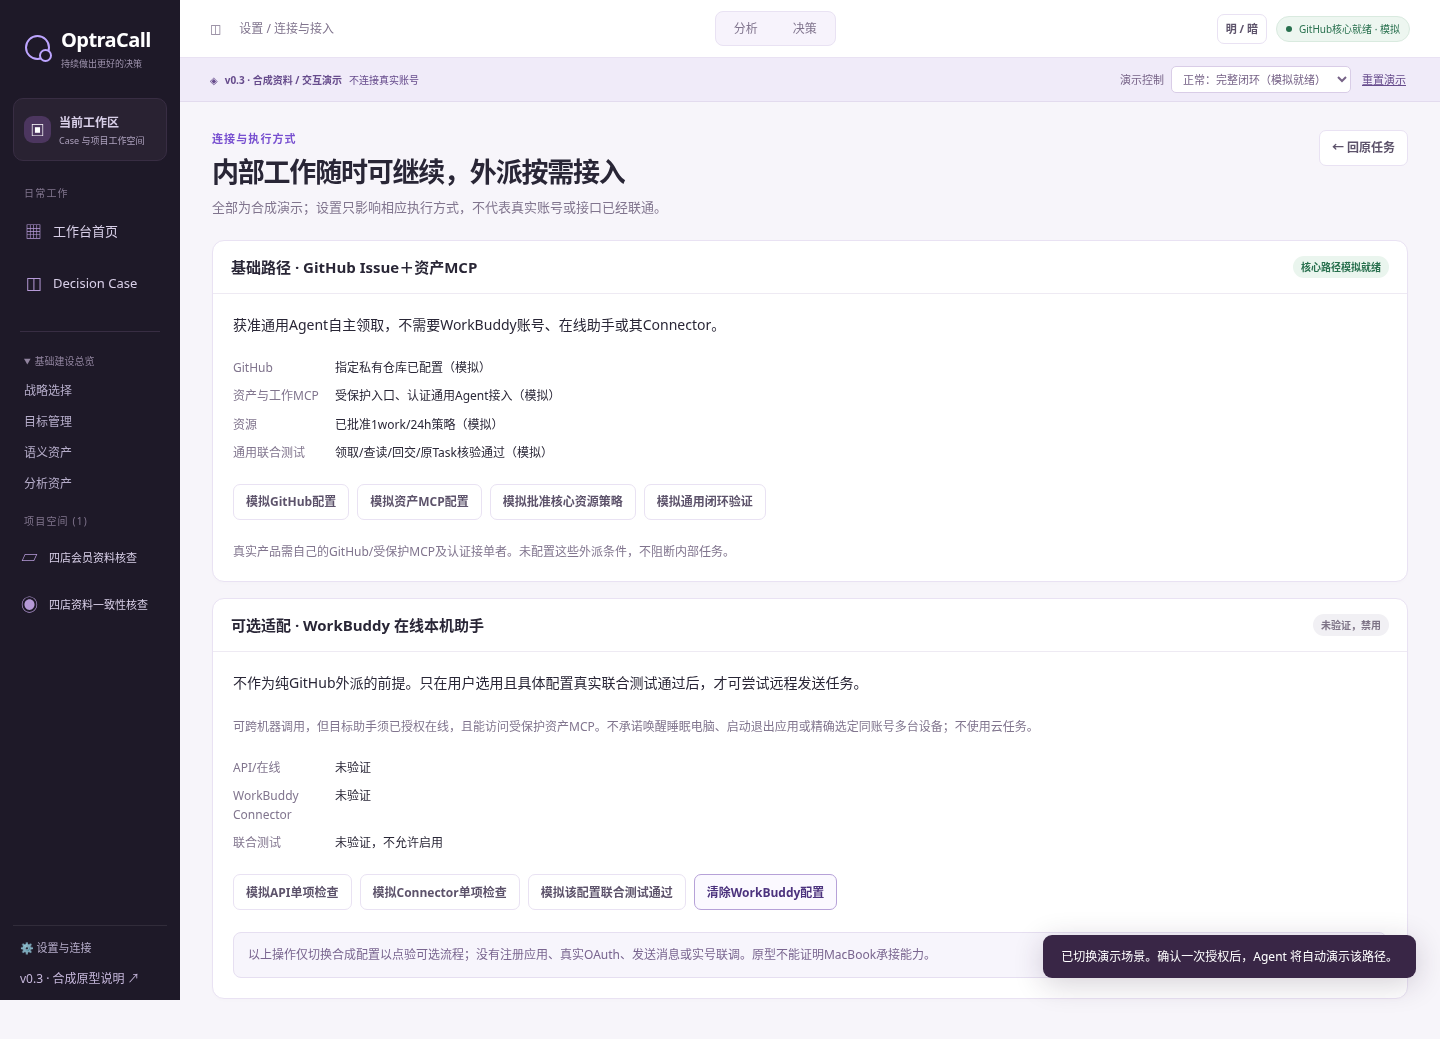 OptraCall
持续做出更好的决策
当前工作区
Case 与项目工作空间
日常工作
工作台首页
Decision Case
▾ 基础建设总览
战略选择
目标管理
语义资产
分析资产
项目空间 (1)
四店会员资料核查
四店资料一致性核查
⚙️ 设置与连接
v0.3 · 合成原型说明 ↗
设置 / 连接与接入
分析 决策
明 / 暗
GitHub核心就绪 · 模拟
◈ v0.3 · 合成资料 / 交互演示 不连接真实账号
演示控制 正常：完整闭环（模拟就绪） 重置演示
连接与执行方式
内部工作随时可继续，外派按需接入
全部为合成演示；设置只影响相应执行方式，不代表真实账号或接口已经联通。
← 回原任务
基础路径 · GitHub Issue＋资产MCP
核心路径模拟就绪
获准通用Agent自主领取，不需要WorkBuddy账号、在线助手或其Connector。
GitHub 指定私有仓库已配置（模拟）
资产与工作MCP 受保护入口、认证通用Agent接入（模拟）
资源 已批准1work/24h策略（模拟）
通用联合测试 领取/查读/回交/原Task核验通过（模拟）
模拟GitHub配置 模拟资产MCP配置 模拟批准核心资源策略 模拟通用闭环验证
真实产品需自己的GitHub/受保护MCP及认证接单者。未配置这些外派条件，不阻断内部任务。
可选适配 · WorkBuddy 在线本机助手
未验证，禁用
不作为纯GitHub外派的前提。只在用户选用且具体配置真实联合测试通过后，才可尝试远程发送任务。
可跨机器调用，但目标助手须已授权在线，且能访问受保护资产MCP。不承诺唤醒睡眠电脑、启动退出应用或精确选定同账号多台设备；不使用云任务。
API/在线 未验证
WorkBuddy 未验证
Connector
联合测试 未验证，不允许启用
模拟API单项检查 模拟Connector单项检查 模拟该配置联合测试通过 清除WorkBuddy配置
以上操作仅切换合成配置以点验可选流程；没有注册应用、真实OAuth、发送消息或实号联调。原型不能证明MacBook承接能力。
已切换演示场景。确认一次授权后，Agent 将自动演示该路径。